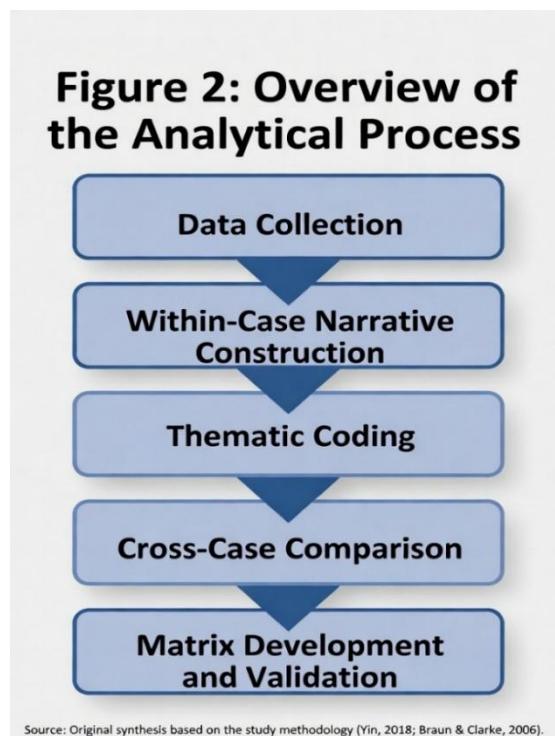 Figure 2: Overview of
the Analytical Process
Data Collection
Within-Case Narrative
Construction
Thematic Coding
Cross-Case Comparison
Matrix Development
and Validation
Source: Original synthesis based on the study methodology (Yin, 2018; Braun & Clarke, 2006).